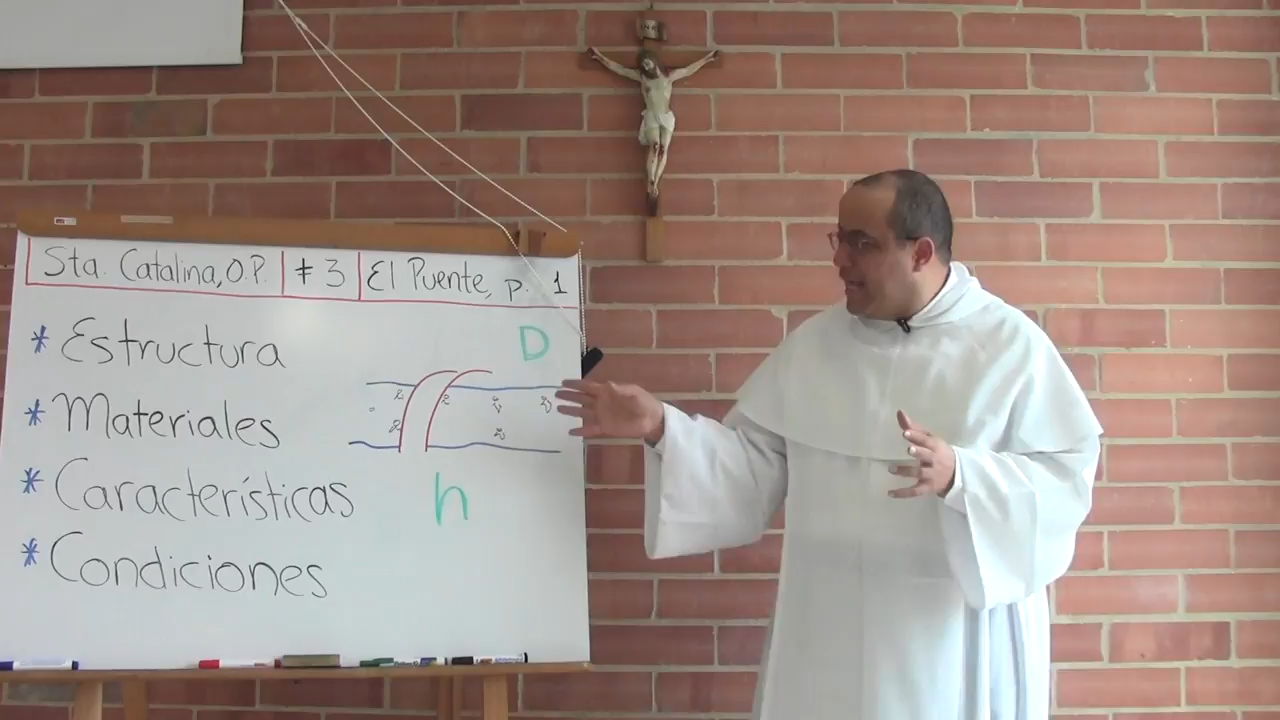 Sta. Catalina, O.P. # 3 El Puente, p. 1
* Estructura
D
* Materiales
* Características
h
* Condiciones